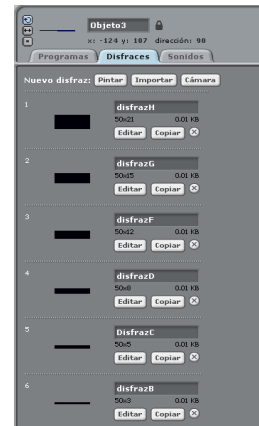 Objeto3
x: -124 y: 107 dirección: 90
Programas Disfraces Sonidos
Nuevo disfraz: Pintar Importar Cámara
1 disfrazH
50x21 0.01 KB
Editar Copiar
2 disfrazG
50x15 0.01 KB
Editar Copiar
3 disfrazF
50x12 0.01 KB
Editar Copiar
4 disfrazD
50x8 0.01 KB
Editar Copiar
5 DisfrazC
50x5 0.01 KB
Editar Copiar
6 disfrazB
50x3 0.01 KB
Editar Copiar